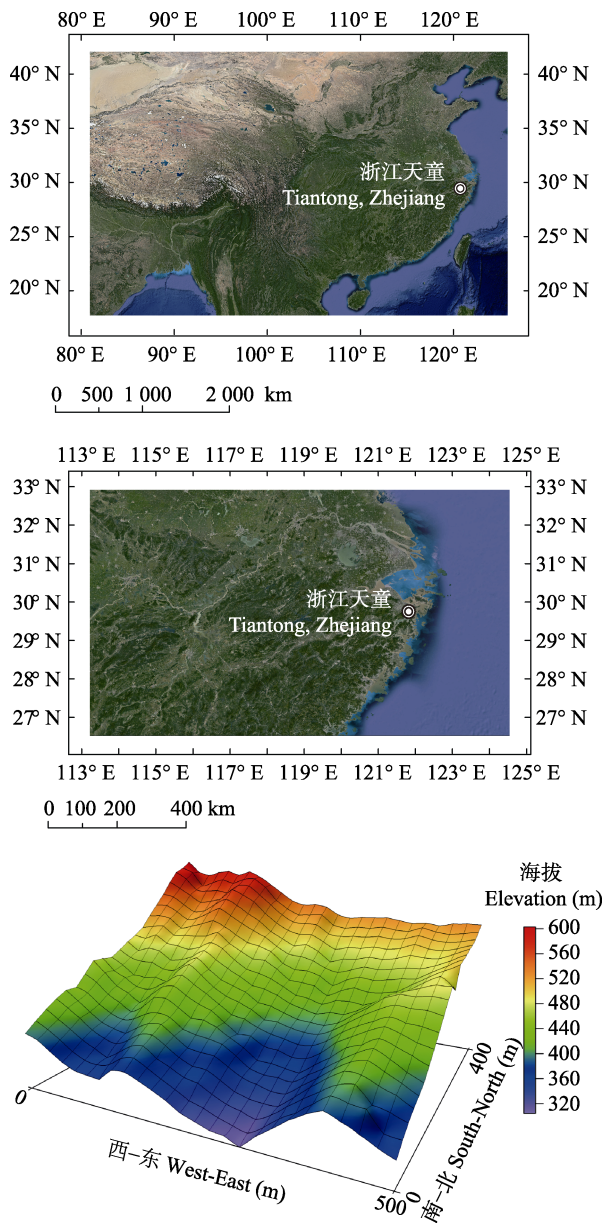 80° E 90° E 100° E 110° E 120° E
40° N 40° N
35° N 35° N
浙江天童
30° N 30° N
Tiantong, Zhejiang
25° N 25° N
20° N 20° N
80° E 90° E 100° E 110° E 120° E
0 500 1 000 2 000 km
113° E 115° E 117° E 119° E 121° E 123° E 125° E
33° N 33° N
32° N 32° N
31° N 31° N
浙江天童
30° N 30° N
Tiantong, Zhejiang
29° N 29° N
28° N 28° N
27° N 27° N
113° E 115° E 117° E 119° E 121° E 123° E 125° E
0 100 200 400 km
海拔
Elevation (m)
600
560
520
480
440
400
360
320
0
西–东 West-East (m)
500
0
南–北 South-North (m)
400